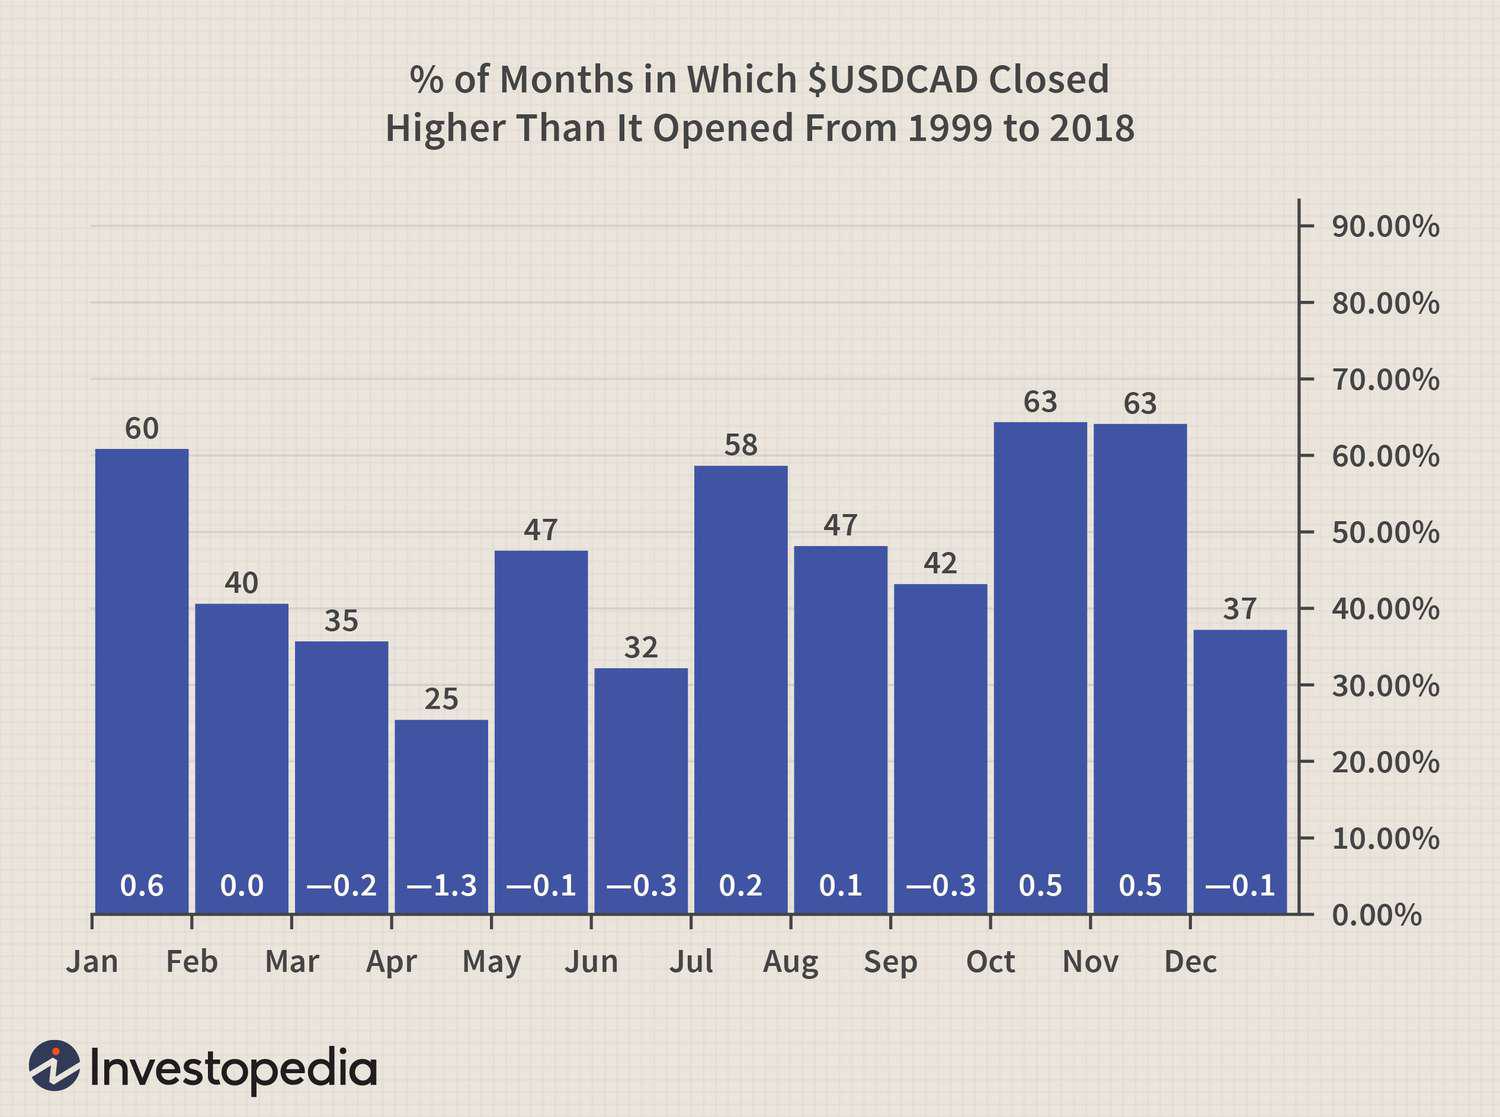 % of Months in Which $USDCAD Closed
Higher Than It Opened From 1999 to 2018
90.00%
80.00%
70.00%
60.00%
50.00%
40.00%
30.00%
20.00%
10.00%
0.00%
60
40
35
25
47
32
58
47
42
63
63
37
0.6
0.0
—0.2
—1.3
—0.1
—0.3
0.2
0.1
—0.3
0.5
0.5
—0.1
Jan
Feb
Mar
Apr
May
Jun
Jul
Aug
Sep
Oct
Nov
Dec
Investopedia